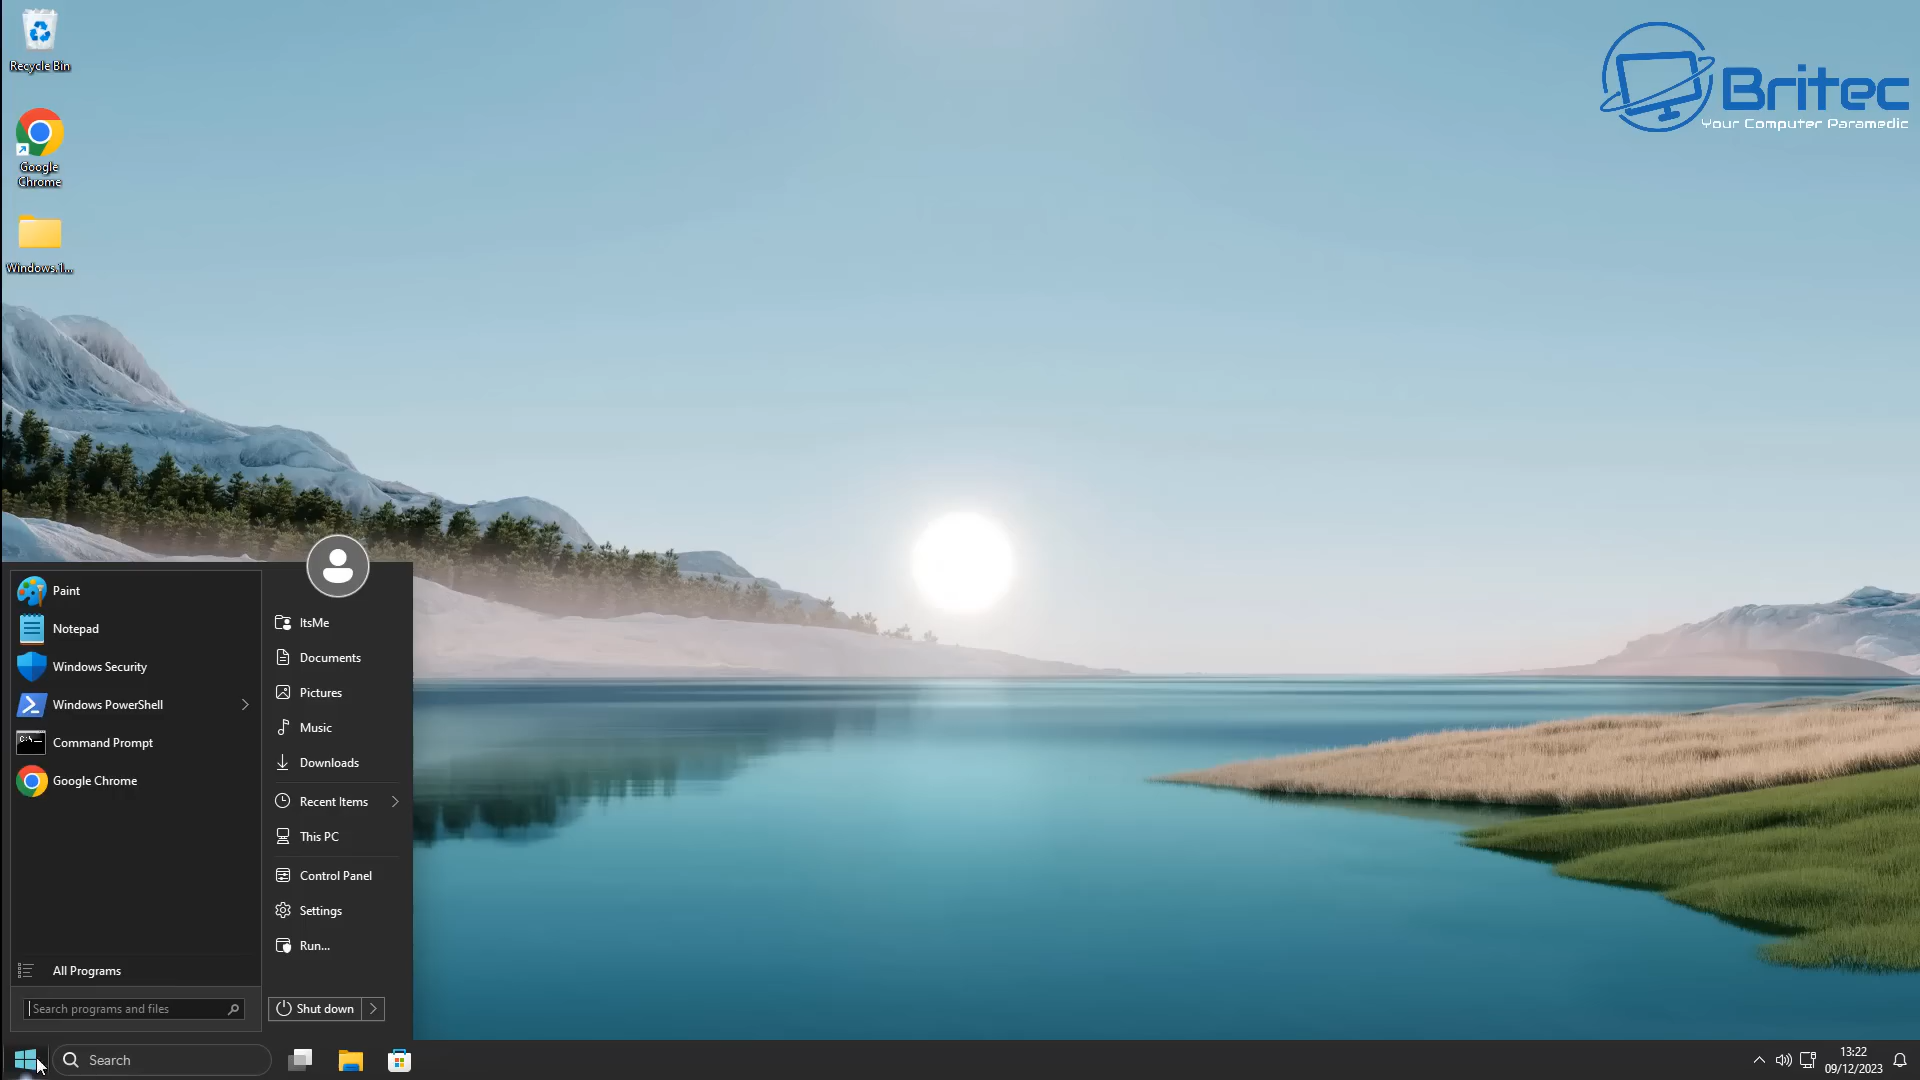 Recycle Bin
Google
Chrome
Windows.1...
Britec
Your Computer Paramedic
Paint
Notepad
Windows Security
Windows PowerShell
Command Prompt
Google Chrome
All Programs
Search programs and files
ItsMe
Documents
Pictures
Music
Downloads
Recent Items
This PC
Control Panel
Settings
Run...
Shut down
Search
13:22
09/12/2023